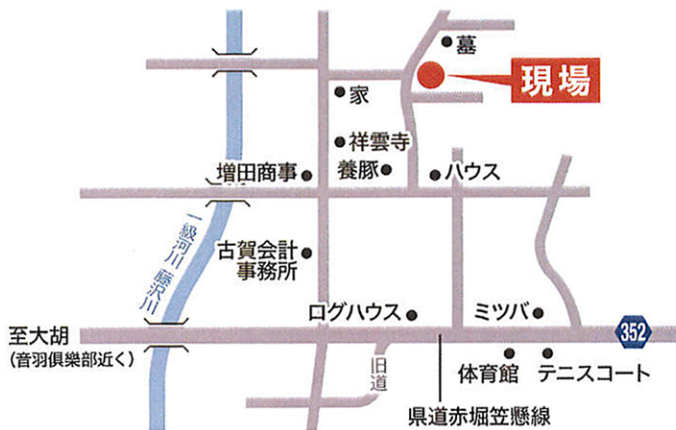 墓
現場
家
祥雲寺
増田商事
養豚
ハウス
一級河川 藤沢川
古賀会計
事務所
ログハウス
ミツバ
至大胡
(音羽倶楽部近く)
352
旧道
体育館
テニスコート
県道赤堀笠懸線